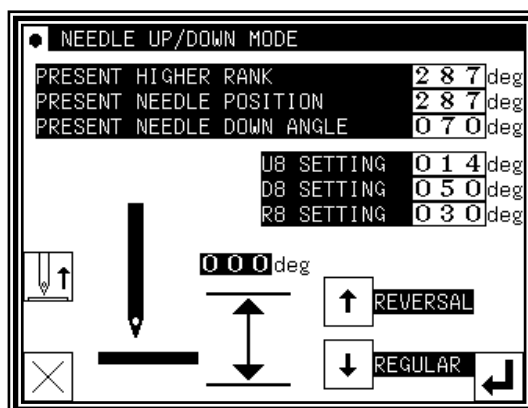 NEEDLE UP/DOWN MODE
PRESENT HIGHER RANK 287deg
PRESENT NEEDLE POSITION 287deg
PRESENT NEEDLE DOWN ANGLE 070deg
U8 SETTING 014deg
D8 SETTING 050deg
R8 SETTING 030deg
000deg
REVERSAL
REGULAR